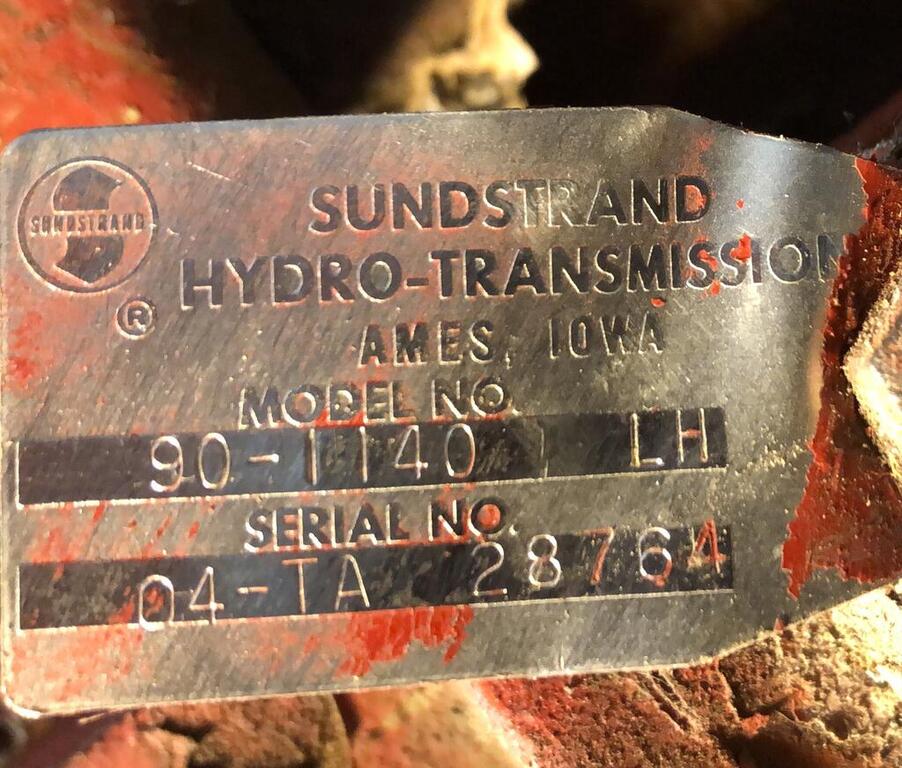 SUNDSTRAND
SUNDSTRAND
HYDRO-TRANSMISSION
®
AMES, IOWA
MODEL NO.
90-1140 LH
SERIAL NO.
04-TA 28764